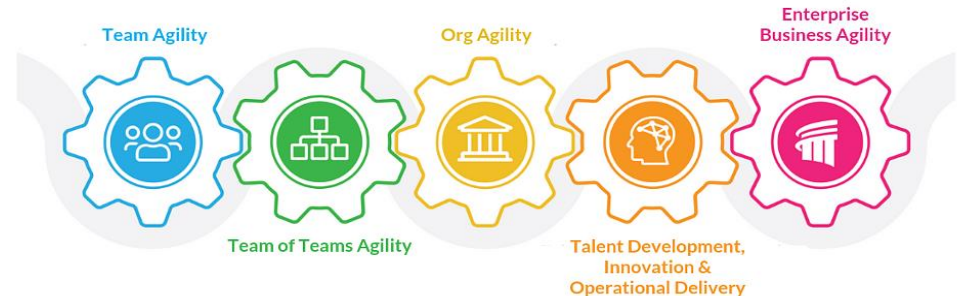 Team Agility
Team of Teams Agility
Org Agility
Talent Development,
Innovation &
Operational Delivery
Enterprise
Business Agility